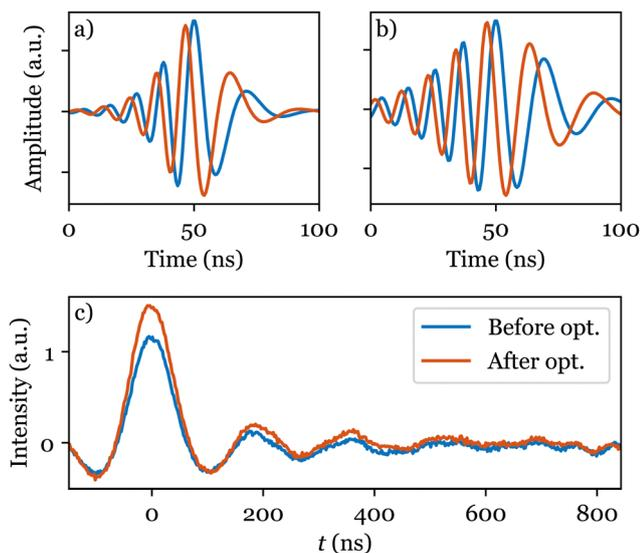 a)
b)
Amplitude (a.u.)
0
50
100
0
50
100
Time (ns)
Time (ns)
c)
Before opt.
After opt.
Intensity (a.u.)
1
0
0
200
400
600
800
t (ns)